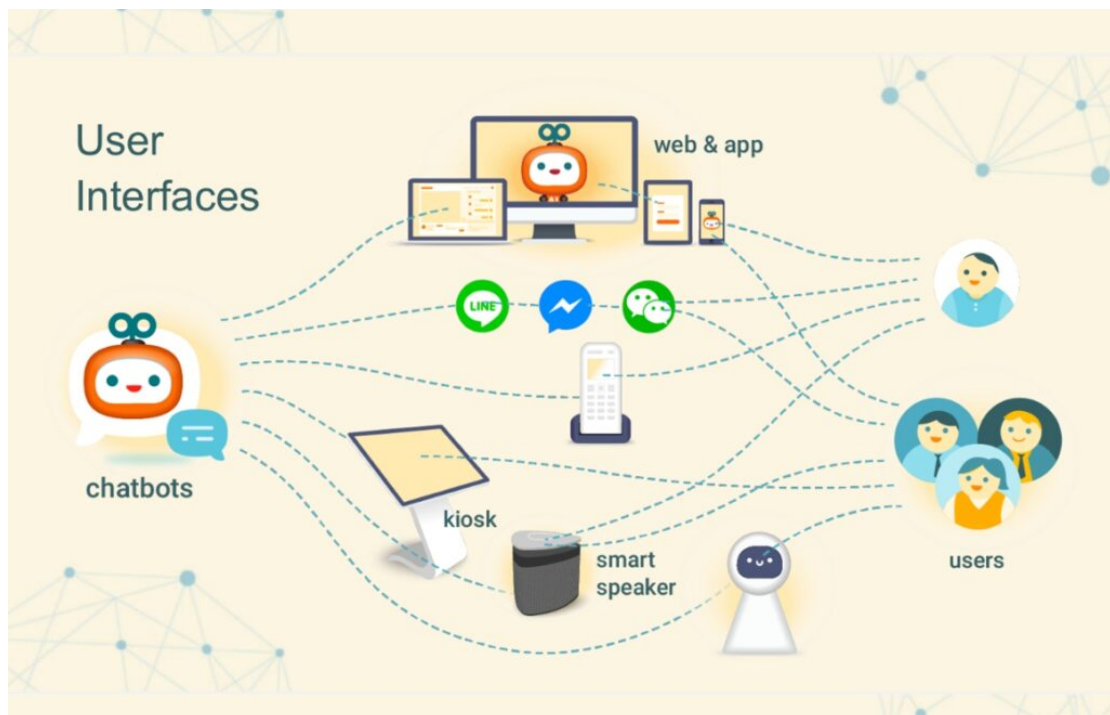 User
Interfaces
web & app
LINE
chatbots
kiosk
smart
speaker
users